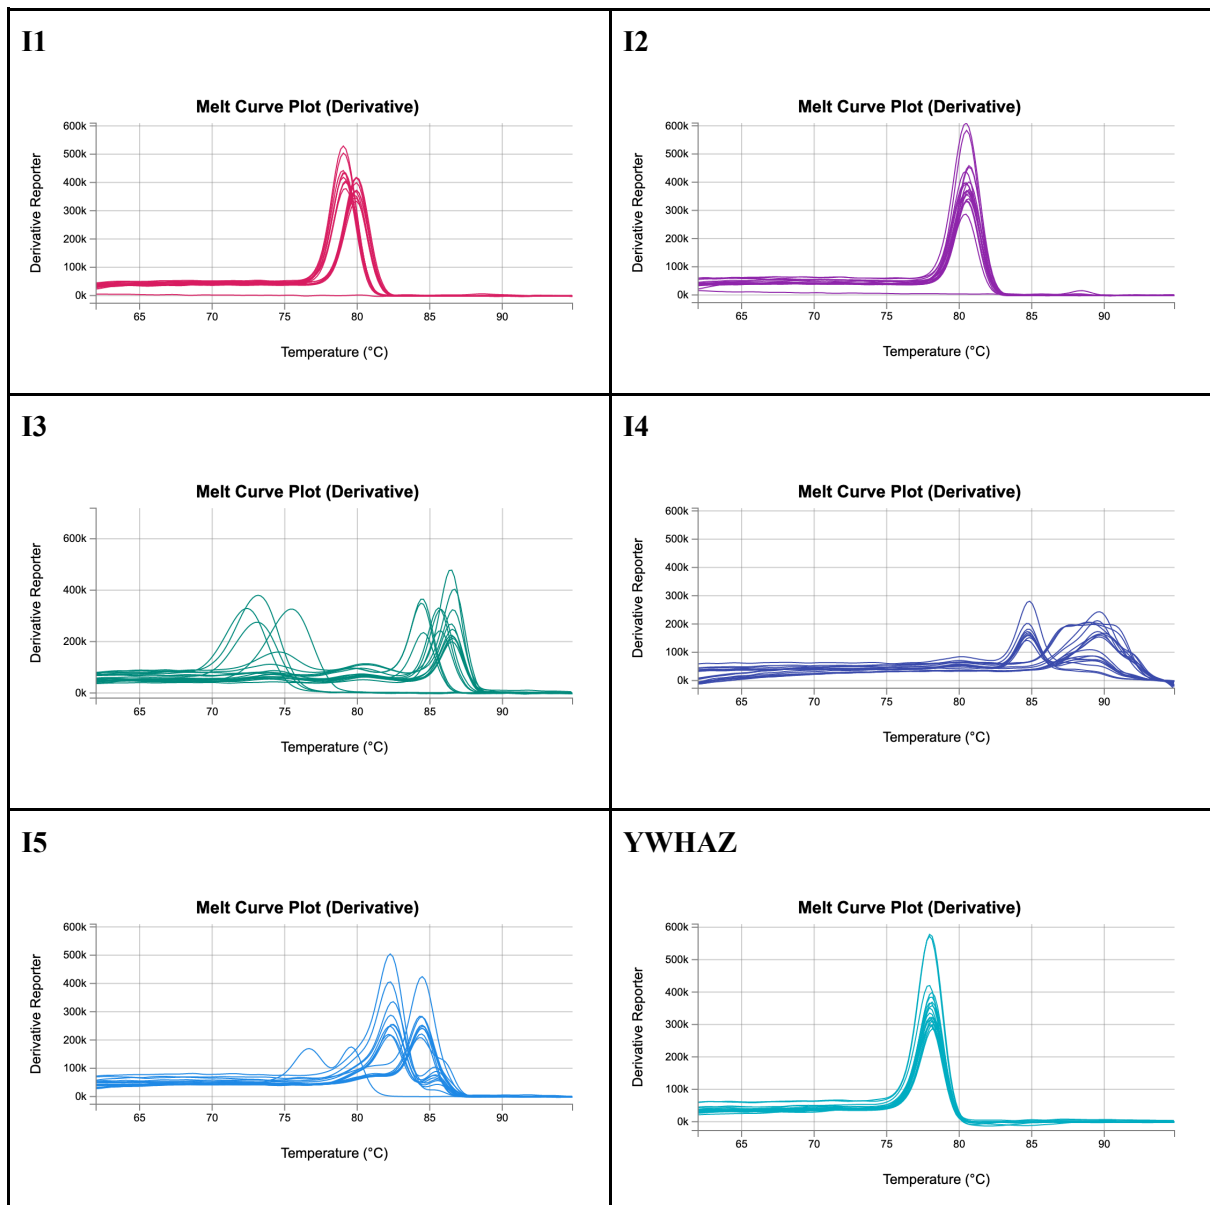 I1
Melt Curve Plot (Derivative)
Derivative Reporter
600k
500k
400k
300k
200k
100k
0k
65 70 75 80 85 90
Temperature (°C)
I2
Melt Curve Plot (Derivative)
Derivative Reporter
600k
500k
400k
300k
200k
100k
0k
65 70 75 80 85 90
Temperature (°C)
I3
Melt Curve Plot (Derivative)
Derivative Reporter
600k
400k
200k
0k
65 70 75 80 85 90
Temperature (°C)
I4
Melt Curve Plot (Derivative)
Derivative Reporter
600k
500k
400k
300k
200k
100k
0k
65 70 75 80 85 90
Temperature (°C)
I5
Melt Curve Plot (Derivative)
Derivative Reporter
600k
500k
400k
300k
200k
100k
0k
65 70 75 80 85 90
Temperature (°C)
YWHAZ
Melt Curve Plot (Derivative)
Derivative Reporter
600k
500k
400k
300k
200k
100k
0k
65 70 75 80 85 90
Temperature (°C)